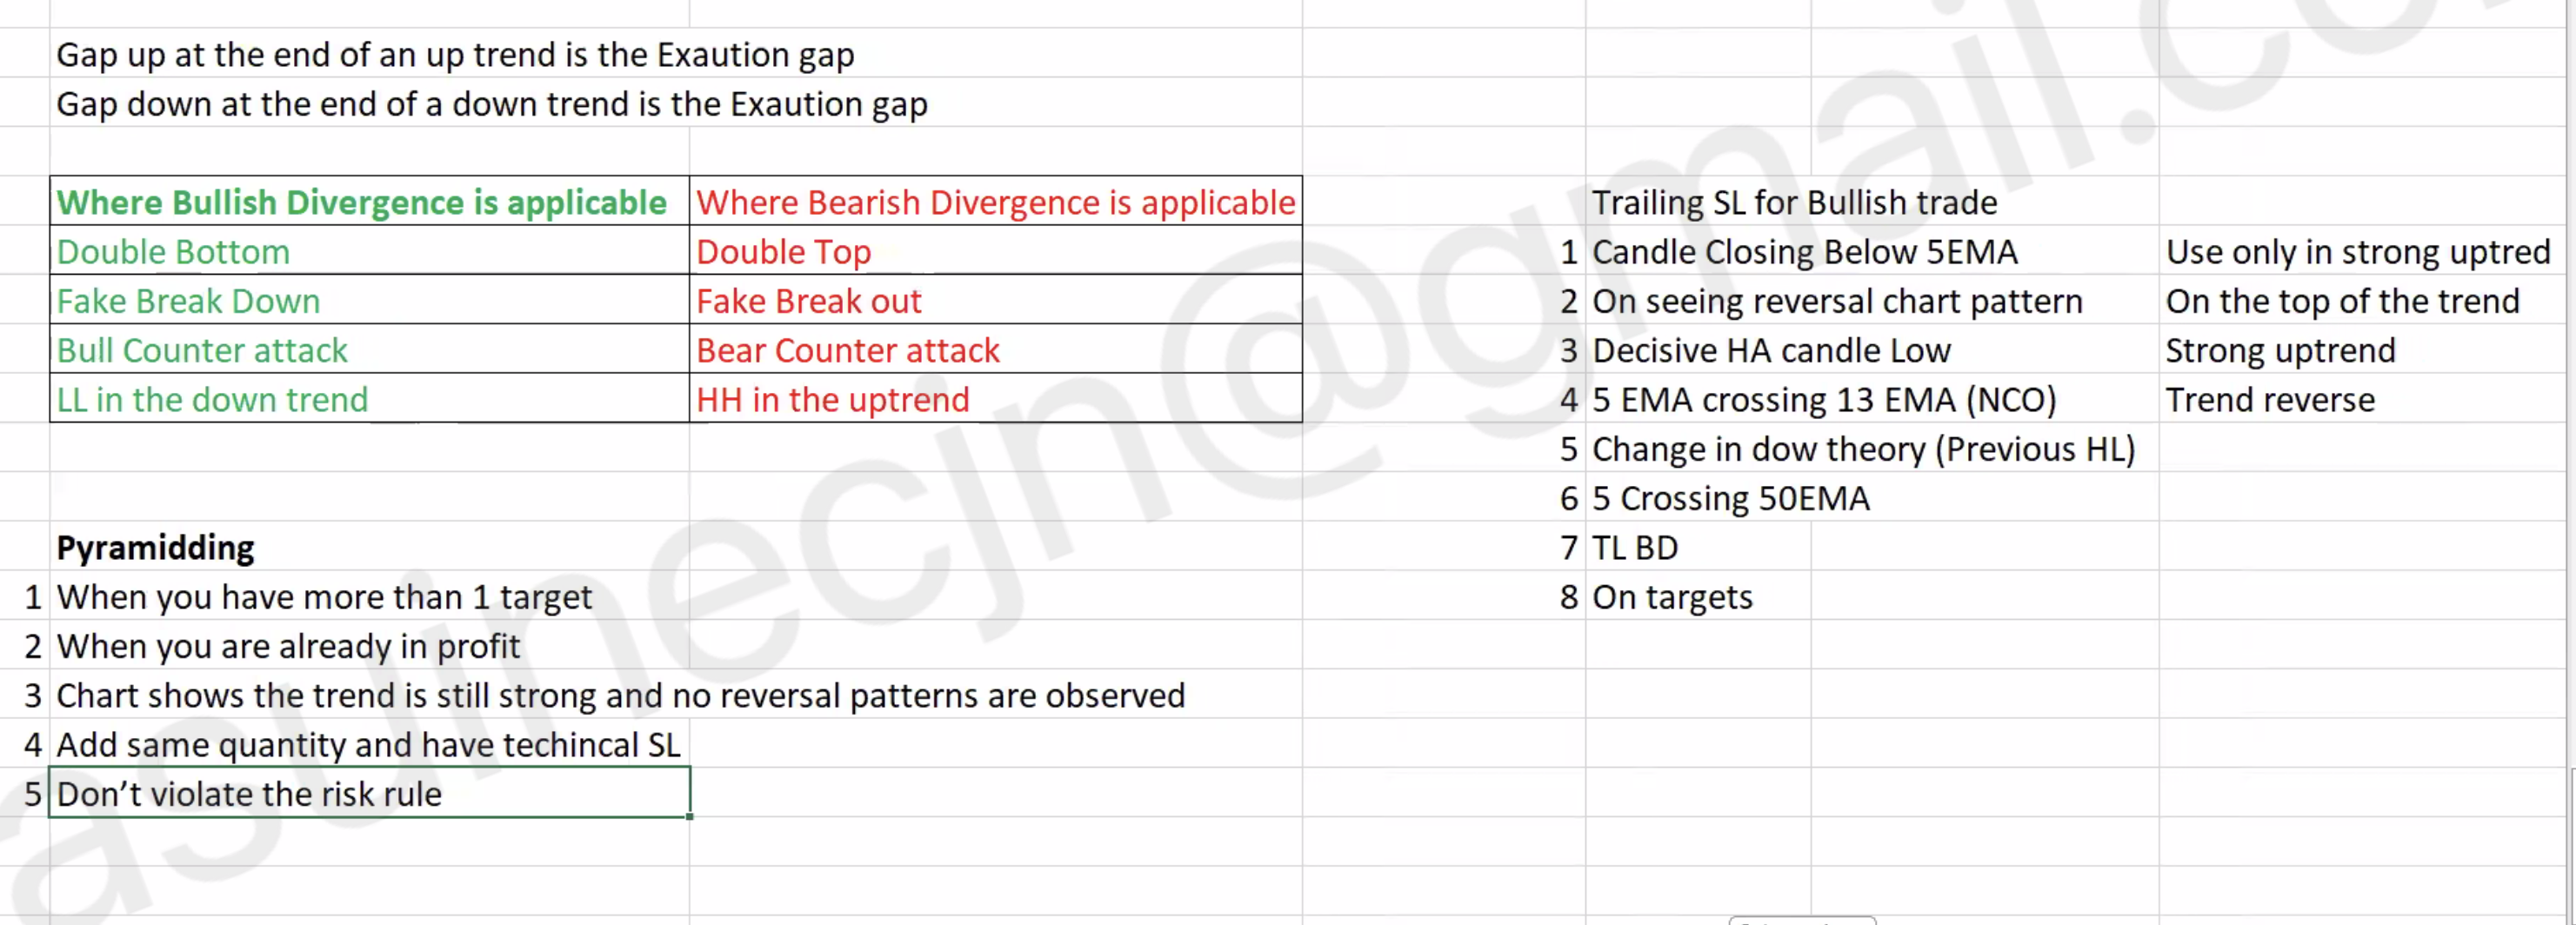 Gap up at the end of an up trend is the Exaution gap
Gap down at the end of a down trend is the Exaution gap
Where Bullish Divergence is applicable Where Bearish Divergence is applicable
Double Bottom Double Top
Fake Break Down Fake Break out
Bull Counter attack Bear Counter attack
LL in the down trend HH in the uptrend
Pyramidding
1 When you have more than 1 target
2 When you are already in profit
3 Chart shows the trend is still strong and no reversal patterns are observed
4 Add same quantity and have techincal SL
5 Don’t violate the risk rule
Trailing SL for Bullish trade
1 Candle Closing Below 5EMA Use only in strong uptred
2 On seeing reversal chart pattern On the top of the trend
3 Decisive HA candle Low Strong uptrend
4 5 EMA crossing 13 EMA (NCO) Trend reverse
5 Change in dow theory (Previous HL)
6 5 Crossing 50EMA
7 TL BD
8 On targets